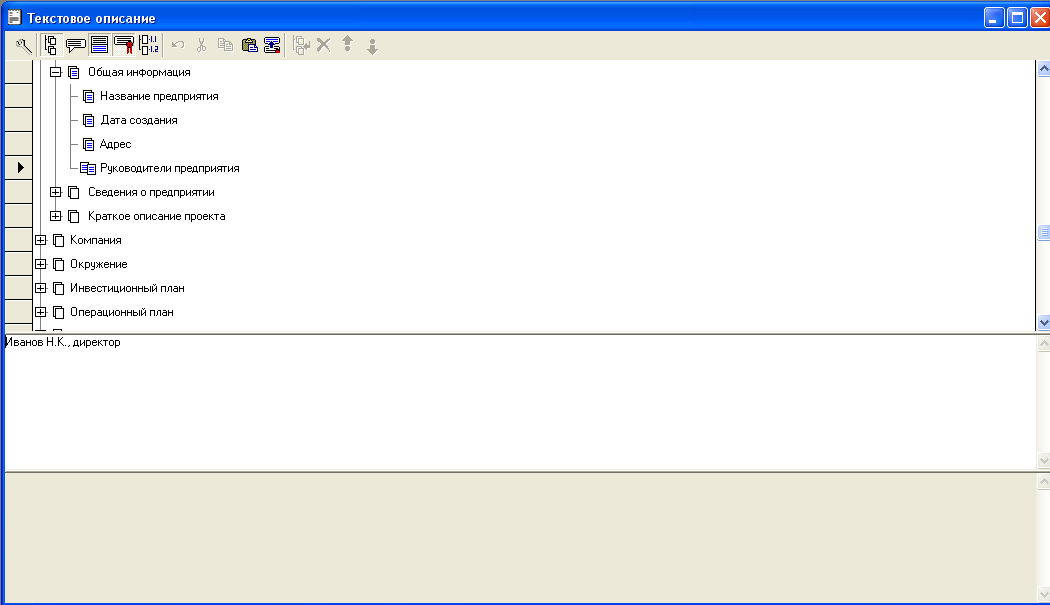 Текстовое описание
Общая информация
Название предприятия
Дата создания
Адрес
Руководители предприятия
Сведения о предприятии
Краткое описание проекта
Компания
Окружение
Инвестиционный план
Операционный план
Иванов Н.К., директор